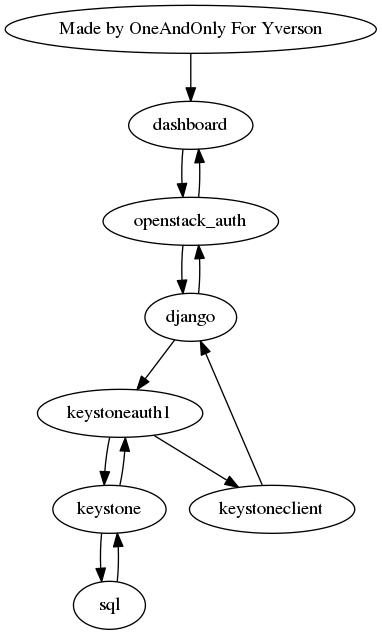 Made by OneAndOnly For Yverson
dashboard
openstack_auth
django
keystoneauth1
keystone
keystoneclient
sql